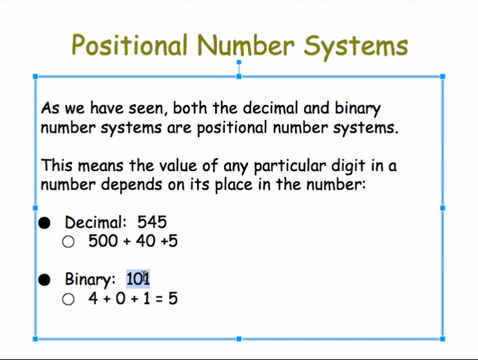 Positional Number Systems
As we have seen, both the decimal and binary
number systems are positional number systems.
This means the value of any particular digit in a
number depends on its place in the number:
Decimal: 545
500 + 40 +5
Binary: 101
4 + 0 + 1 = 5